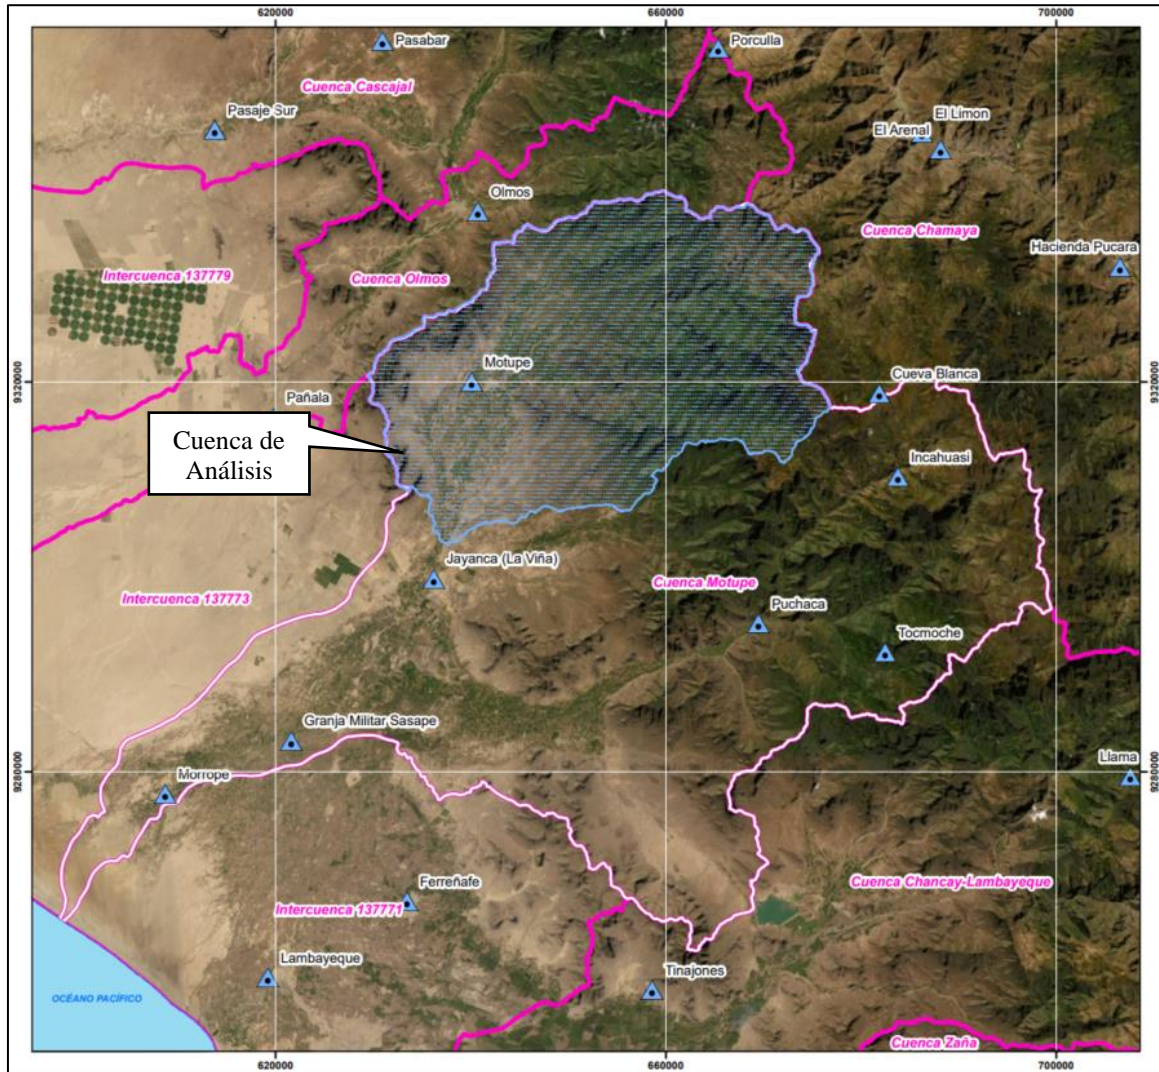 620000
660000
700000
Pasabar
Porculla
Cuenca Cascajal
Pasaje Sur
El Limon
El Arenal
Olmos
Cuenca Chamaya
Hacienda Pucara
Intercuenca 137779
Cuenca Olmos
Motupe
9320000
9320000
Cueva Blanca
Pañala
Cuenca de
Análisis
Incahuasi
Jayanca (La Viña)
Cuenca Motupe
Intercuenca 137773
Puchaca
Tocmoche
Granja Militar Sasape
Morrope
9280000
9280000
Llama
Ferreñafe
Cuenca Chancay-Lambayeque
Intercuenca 137771
Lambayeque
Tinajones
OCÉANO PACÍFICO
Cuenca Zaña
620000
660000
700000